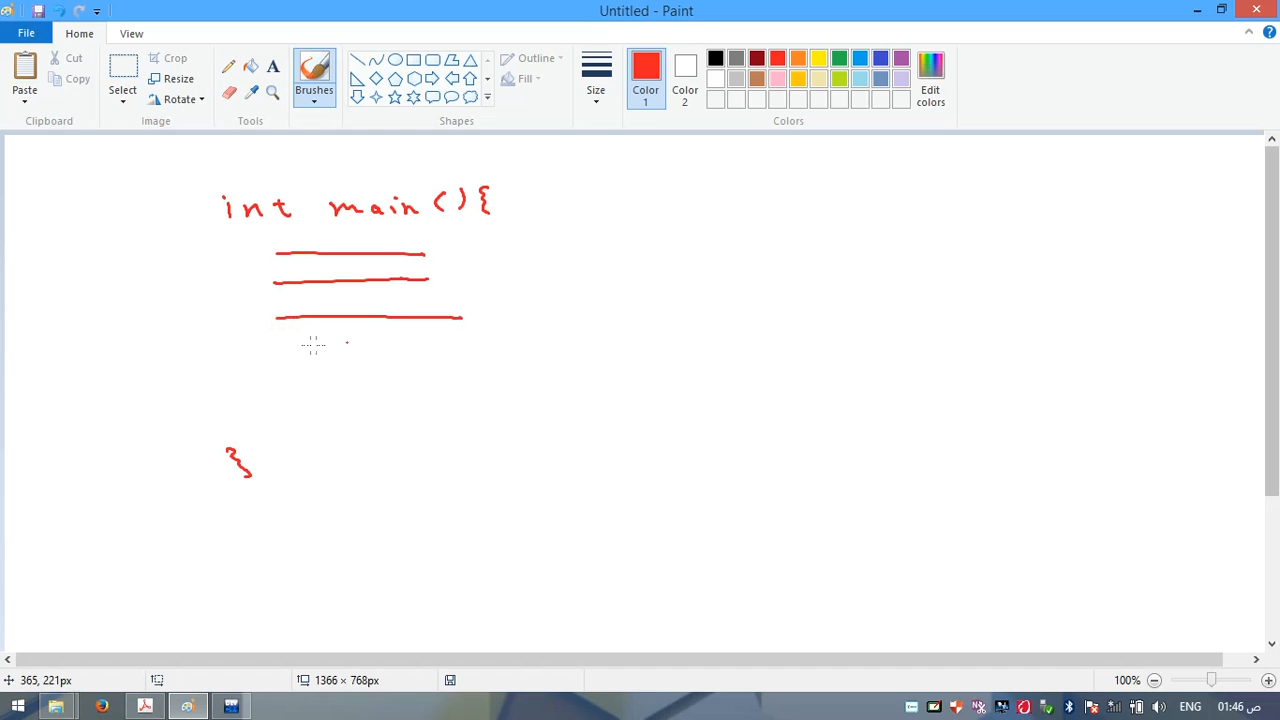 Untitled - Paint
File
Home
View
Paste
Cut
Copy
Clipboard
Select
Crop
Resize
Rotate
Image
Tools
Brushes
Shapes
Outline
Fill
Size
Color 1
Color 2
Edit colors
Colors
int main(){
}
365, 221px
1366 × 768px
100%
ENG
01:46 ص